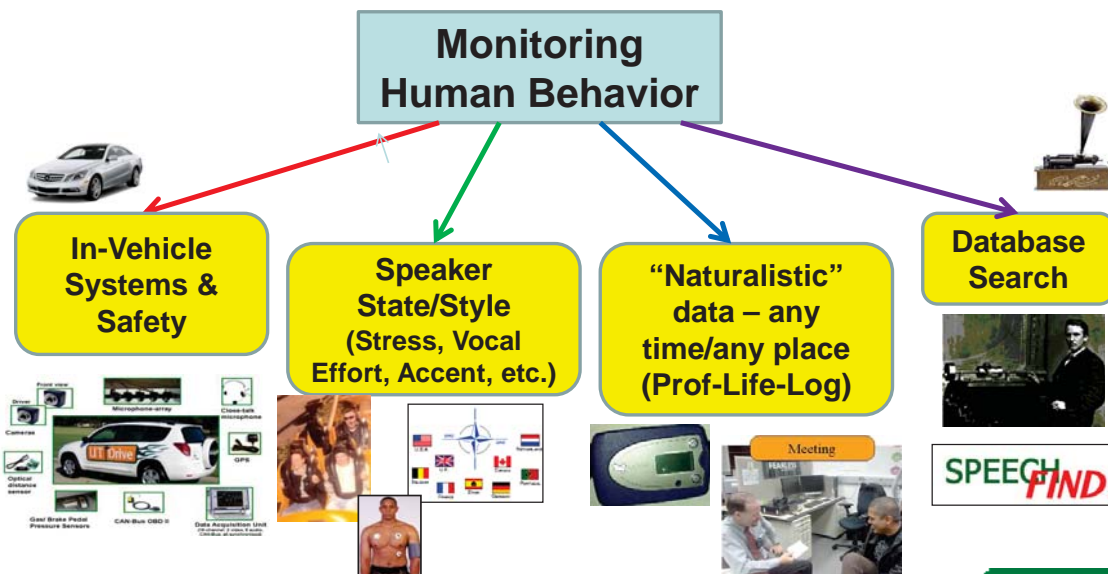 Monitoring
Human Behavior
In-Vehicle
Systems &
Safety
Speaker
State/Style
(Stress, Vocal
Effort, Accent, etc.)
“Naturalistic”
data – any
time/any place
(Prof-Life-Log)
Database
Search
Front view
Driver
Cameras
Microphone-array
Close-talk
microphone
UT Drive
GPS
Optical
distance
sensor
Gas/ Brake Pedal
Pressure Sensors
CAN-Bus OBD II
Data Acquisition Unit
U.S.A.
U.K.
Canada
France
Meeting
SPEECH
FIND